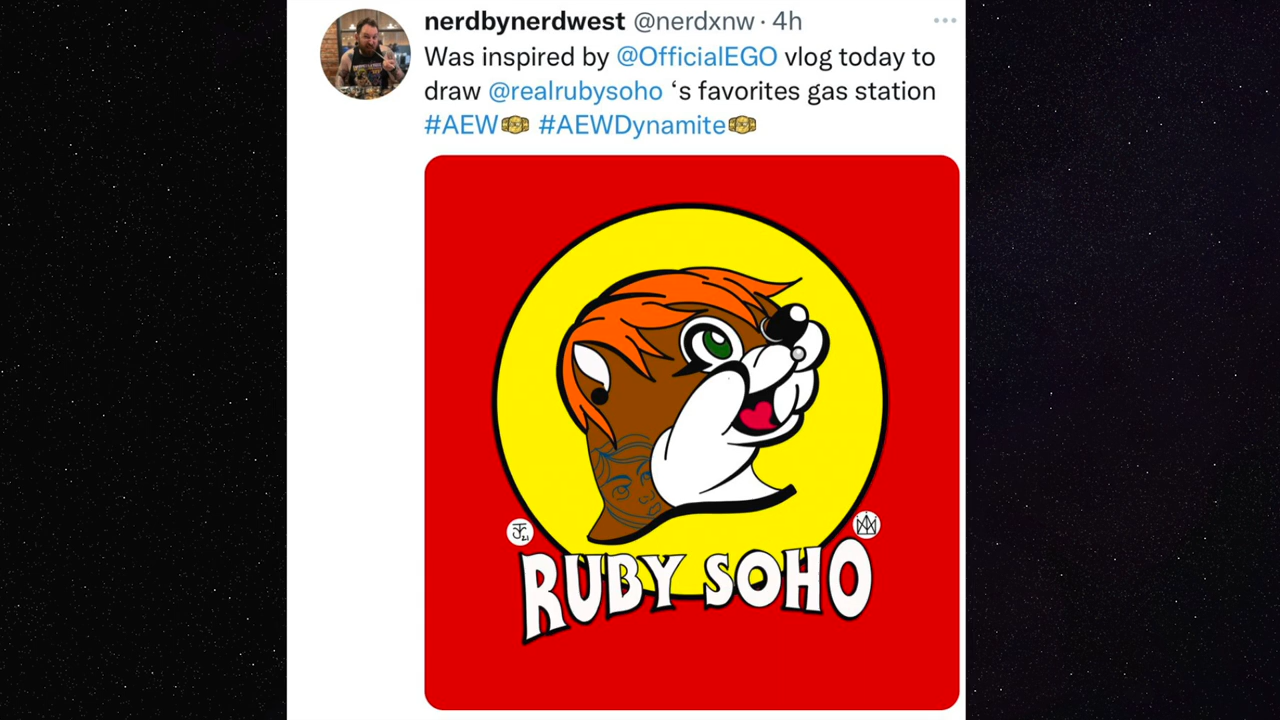 nerdbynerdwest @nerdxnw · 4h
Was inspired by @OfficialEGO vlog today to
draw @realrubysoho ‘s favorites gas station
#AEW #AEWDynamite
RUBY SOHO